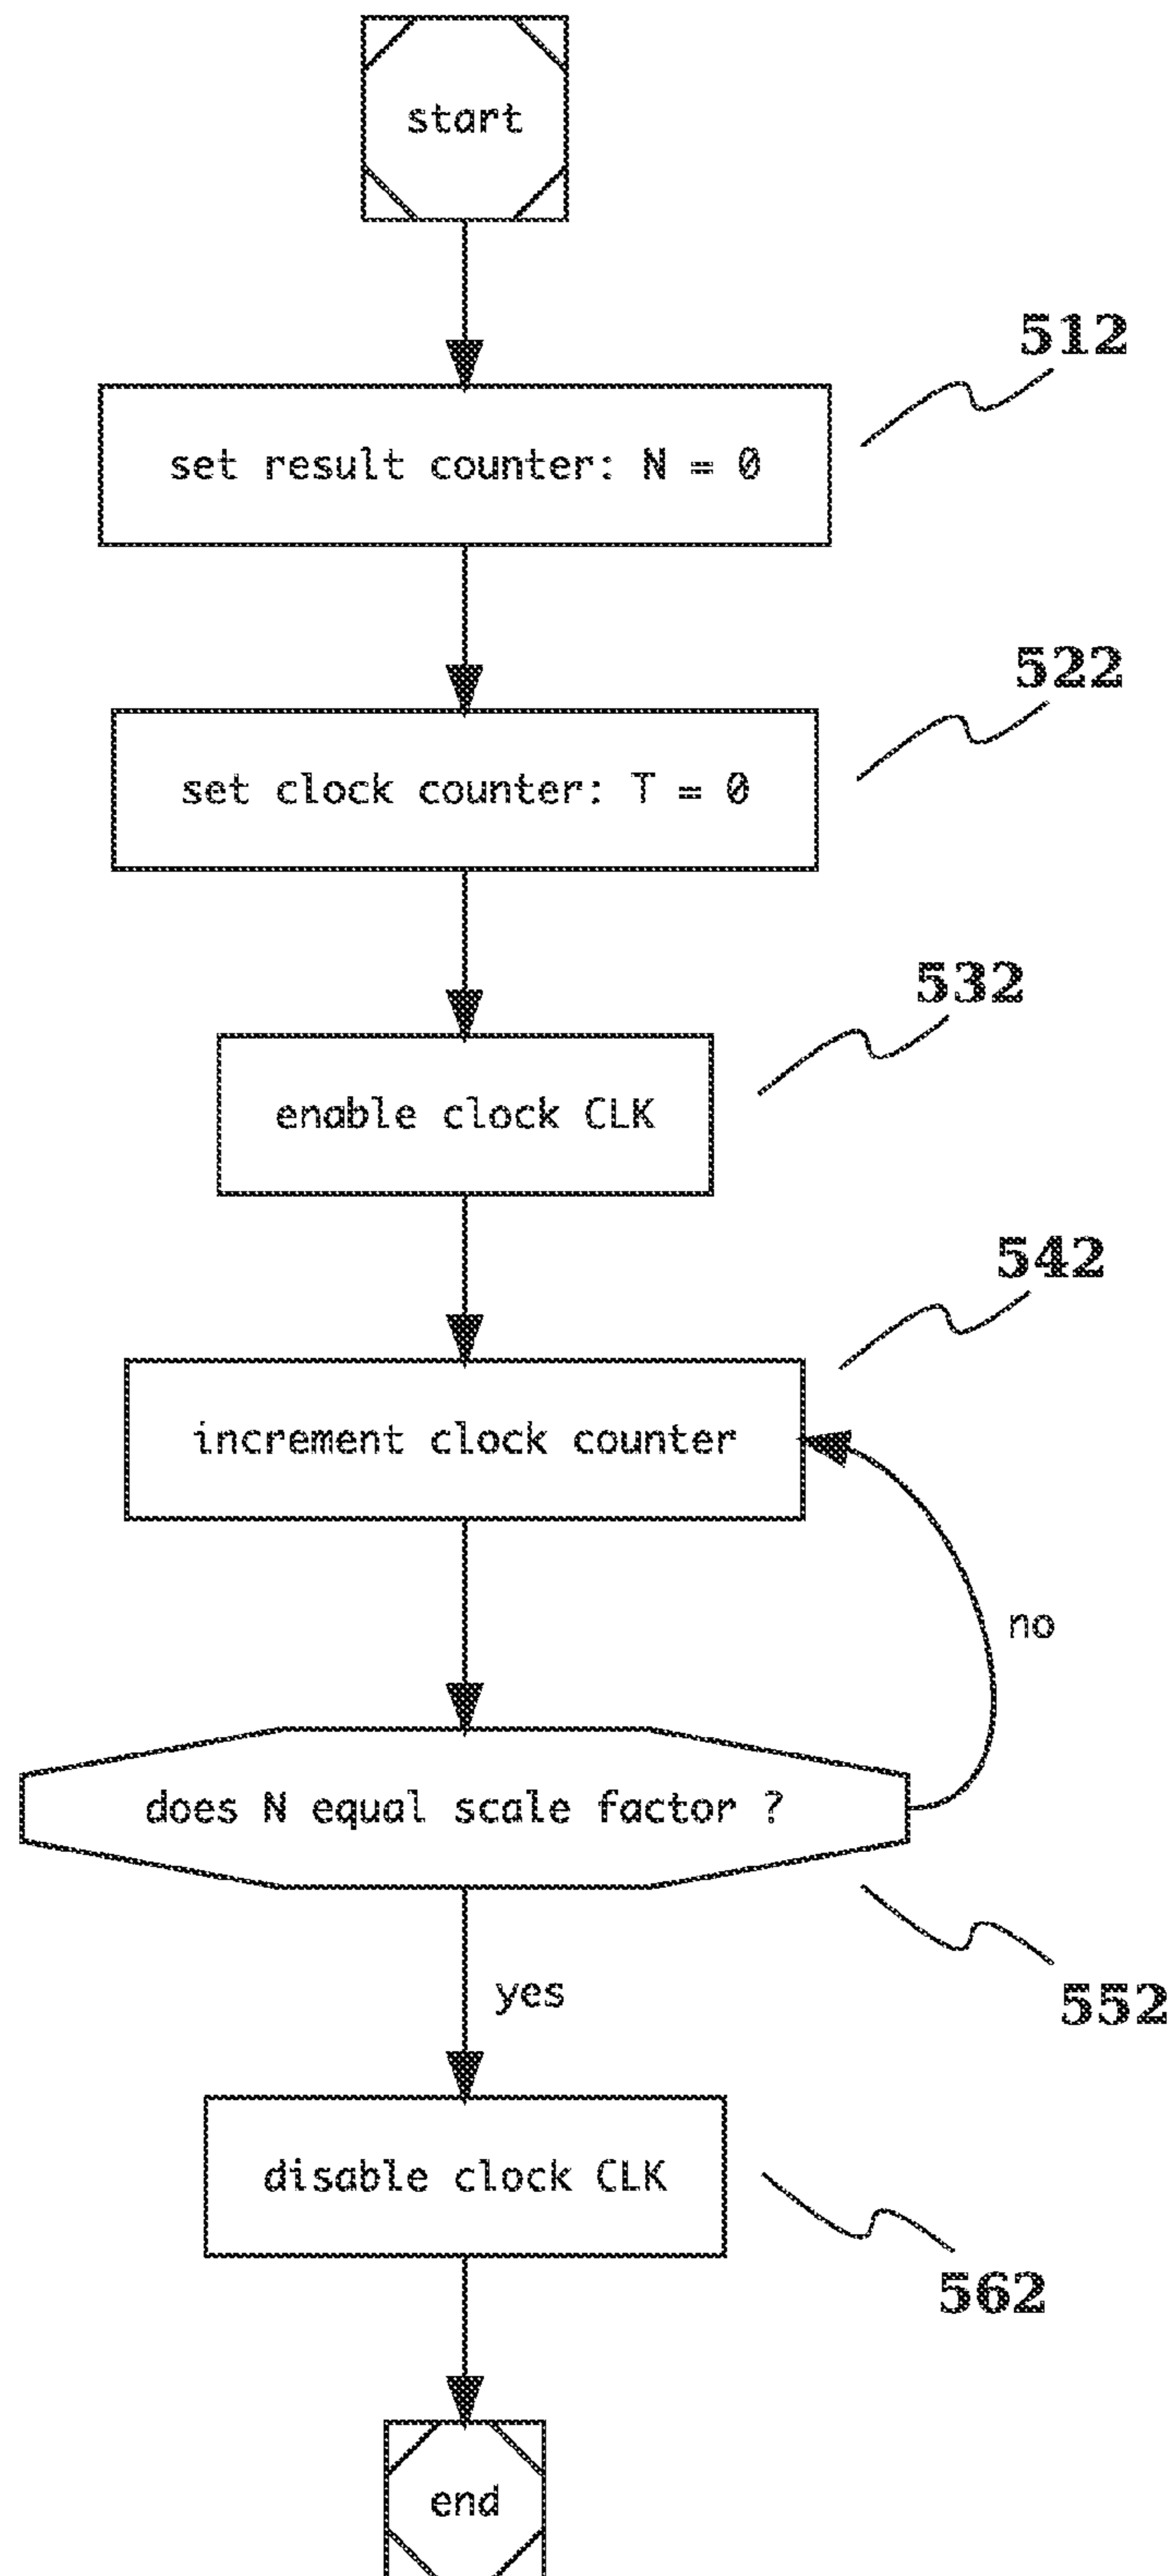 start
512
set result counter: N = 0
522
set clock counter: T = 0
532
enable clock CLK
542
increment clock counter
no
does N equal scale factor ?
yes
552
disable clock CLK
562
end